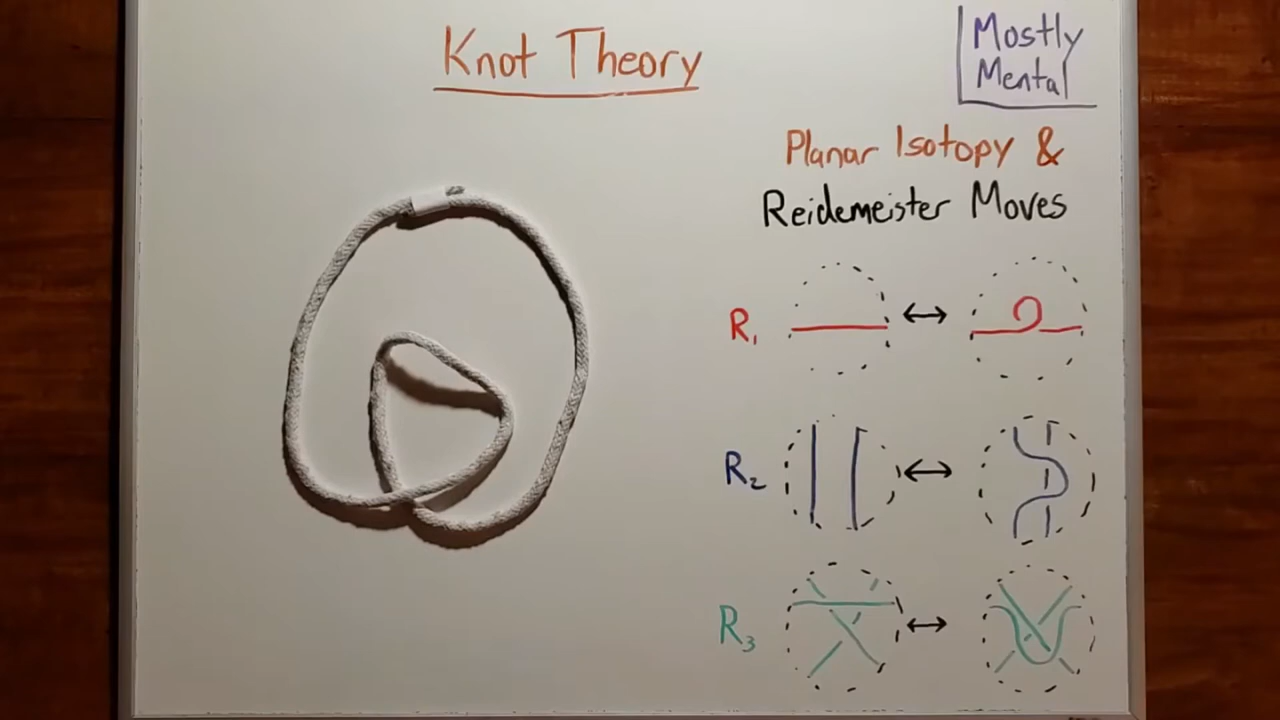 Knot Theory
Mostly
Mental
Planar Isotopy &
Reidemeister Moves
R₁
R₂
R₃